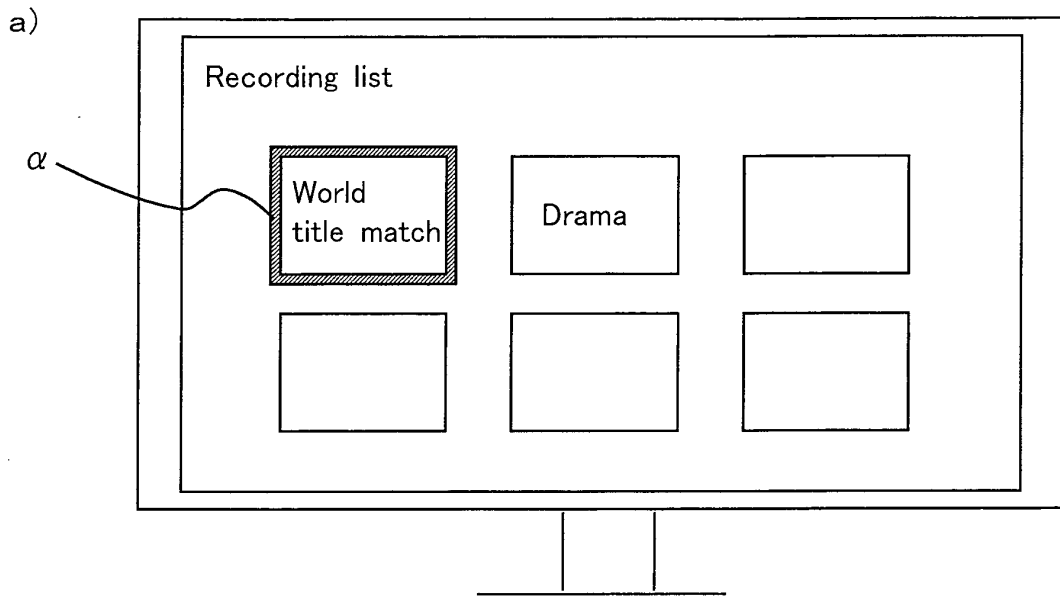 a)
Recording list
α
World
title match
Drama